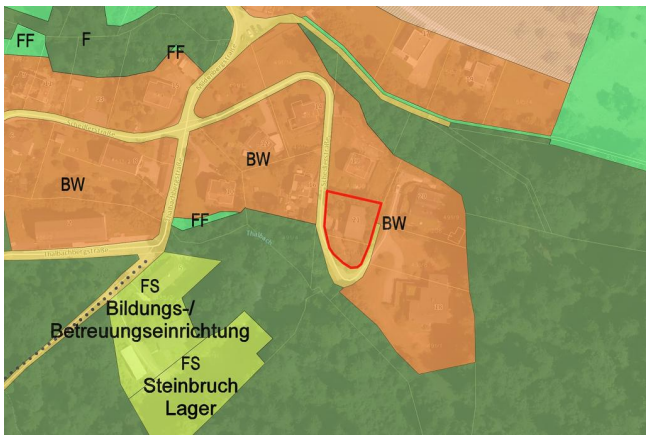 FF
F
FF
BW
BW
FF
BW
FS
Bildungs-/
Betreuungseinrichtung
FS
Steinbruch
Lager